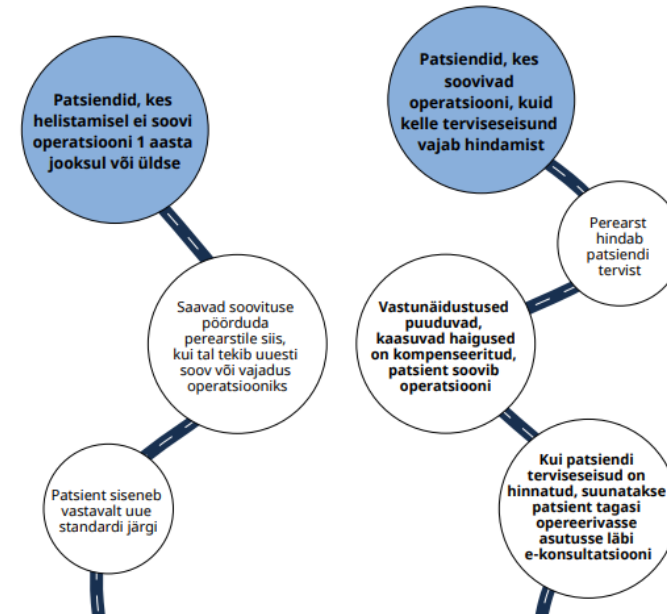 Patsiendid, kes
helistamisel ei soovi
operatsiooni 1 aasta
jooksul või üldse
Saavad soovituse
pöörduda
perearstile siis,
kui tal tekib uuesti
soov või vajadus
operatsiooniks
Patsient siseneb
vastavalt uue
standardi järgi
Patsiendid, kes
soovivad
operatsiooni, kuid
kelle terviseseisund
vajab hindamist
Perearst
hindab
patsiendi
tervist
Vastunäidustused
puuduvad,
kaasuvad haigused
on kompenseeritud,
patsient soovib
operatsiooni
Kui patsiendi
terviseseisud on
hinnatud, suunatakse
patsient tagasi
opereerivasse
asutusse läbi
e-konsultatsiooni